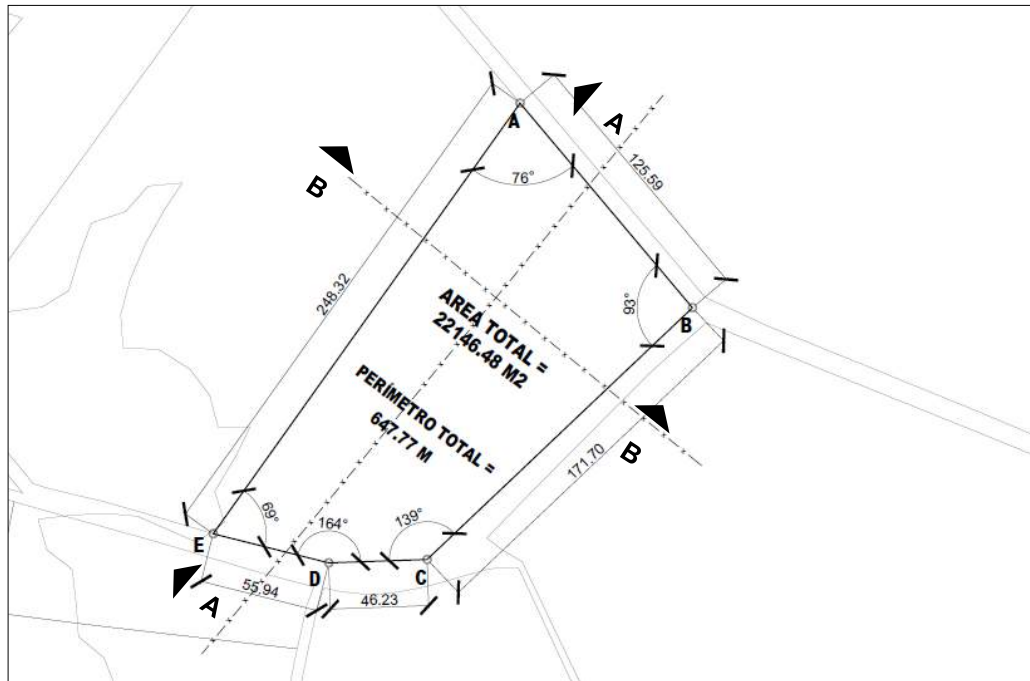 A
A
125.59
B
76°
248.32
93°
B
AREA TOTAL =
22146.48 M2
PERÍMETRO TOTAL =
647.77 M
B
171.70
69°
164°
139°
E
D
C
A
55.94
46.23